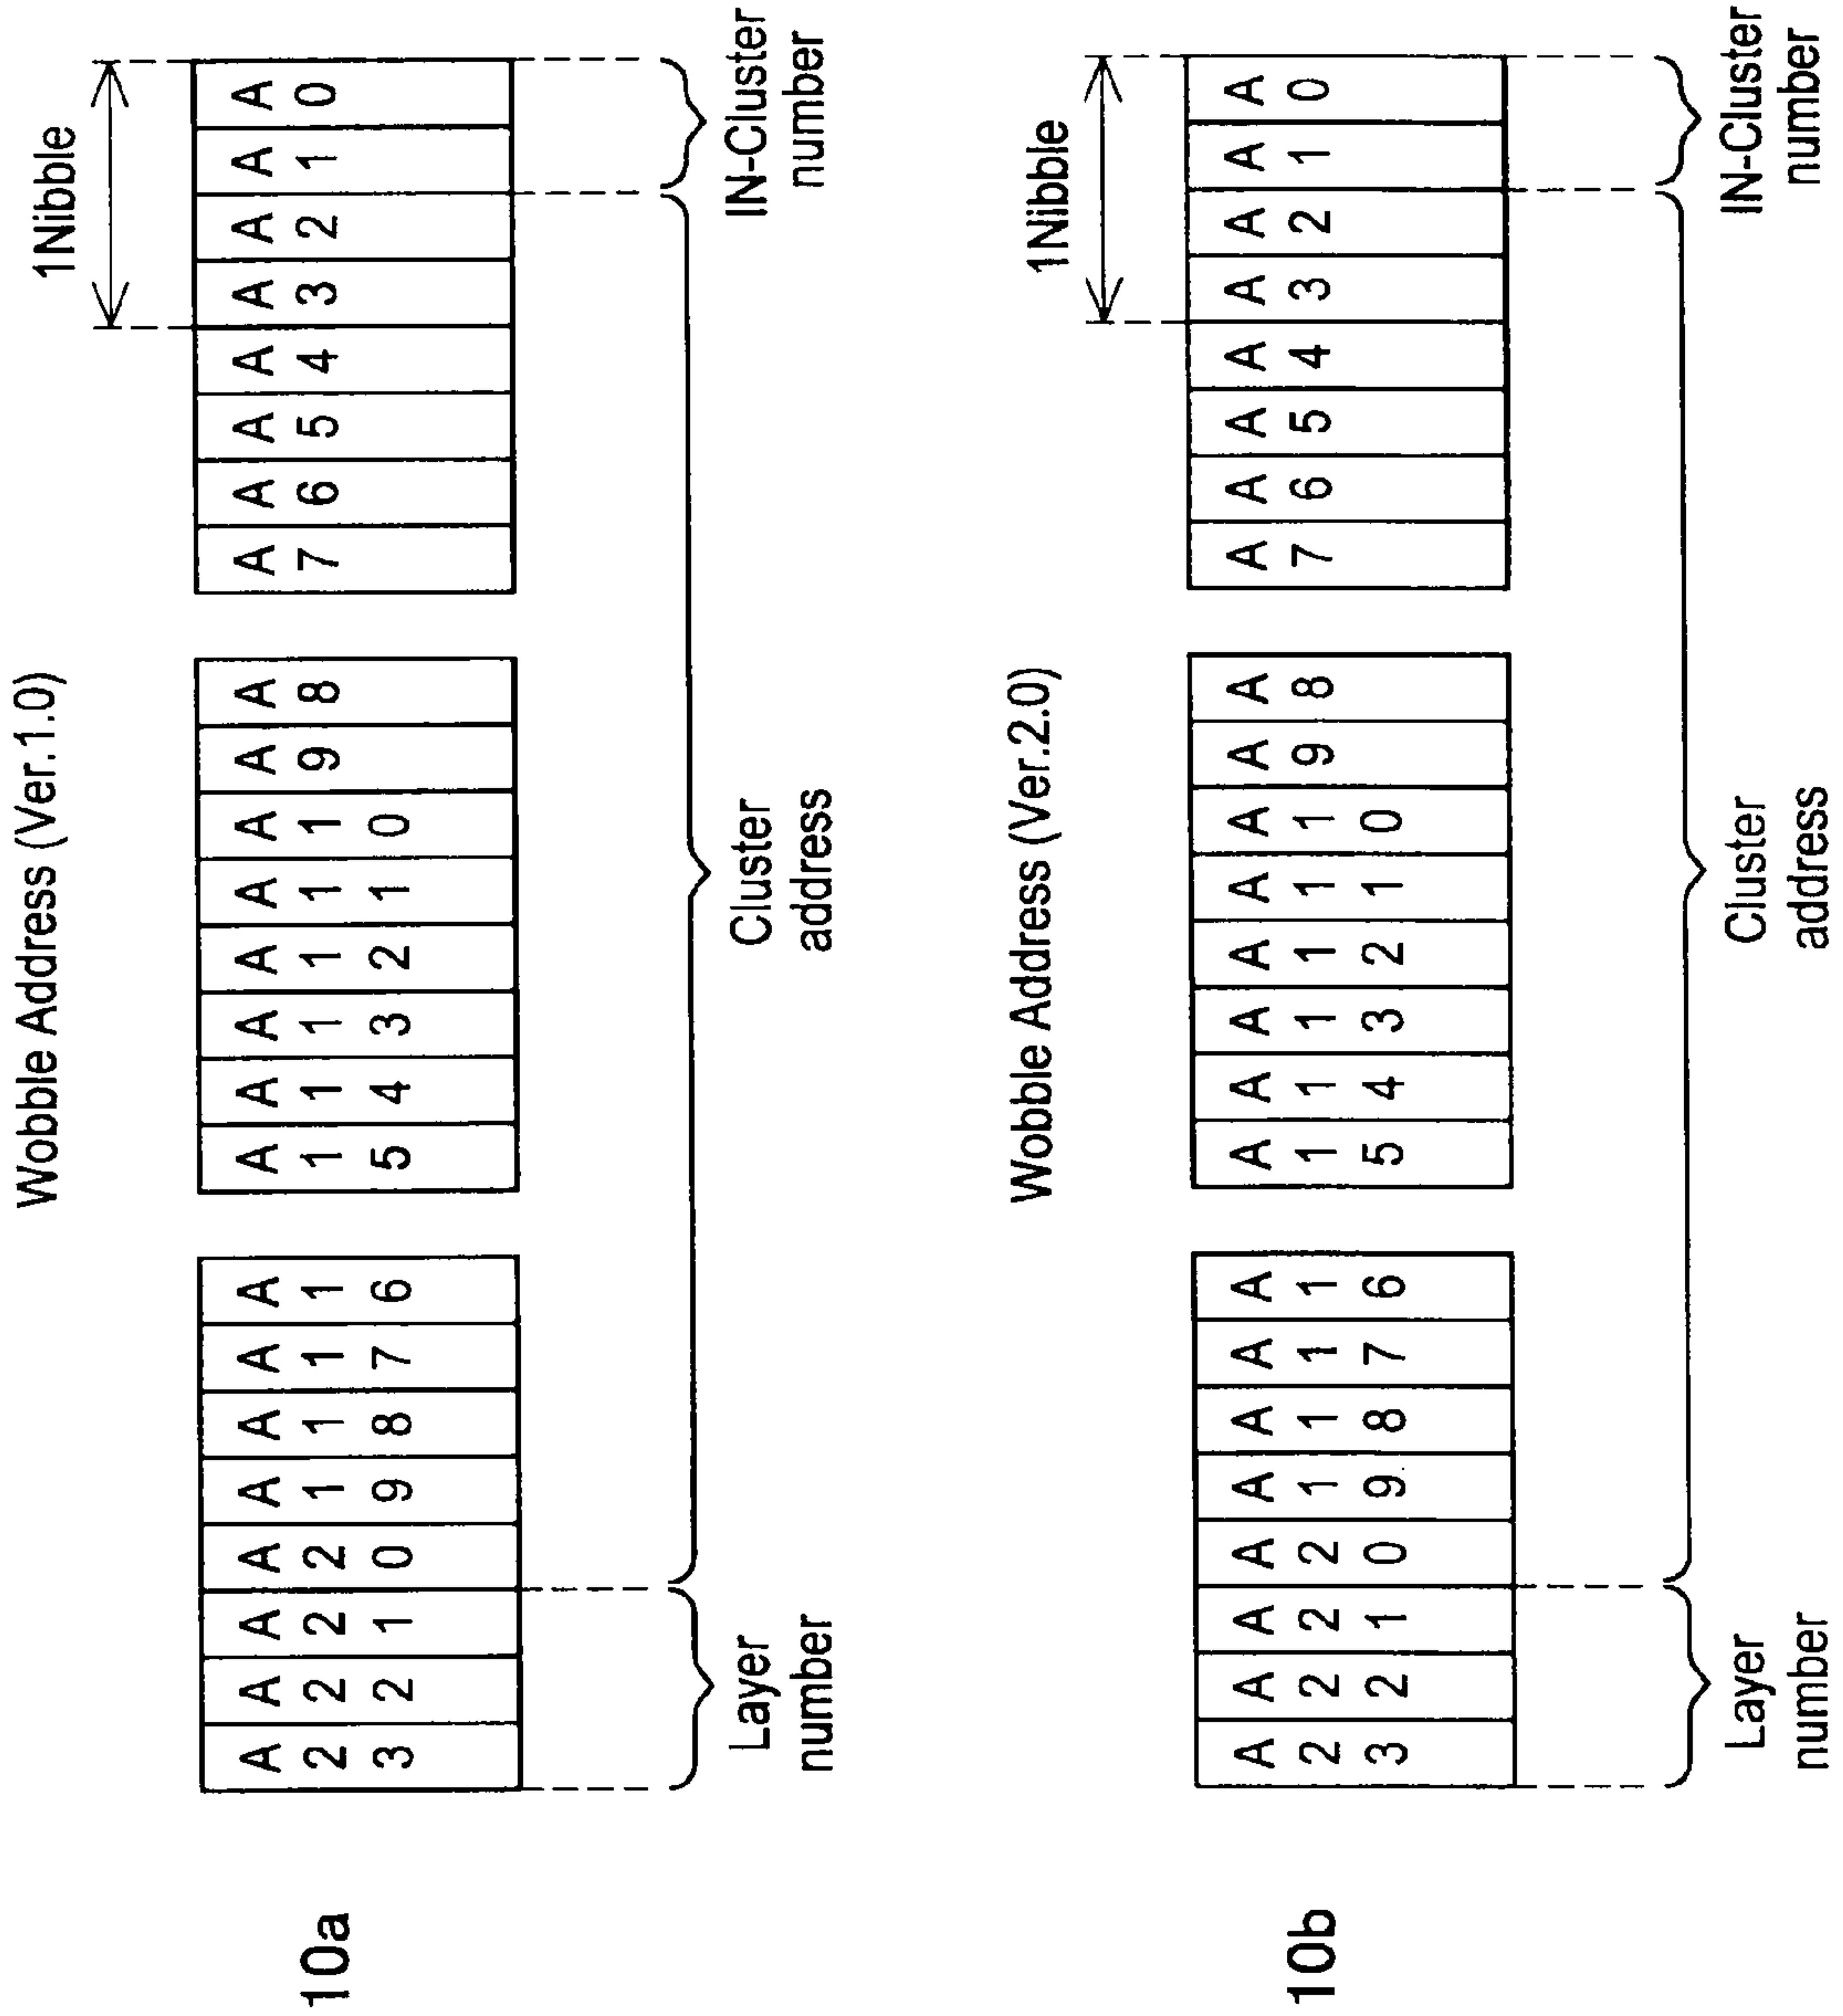 Wobble Address (Ver.1.0)
1Nibble
10a
A23 A22 A21 A20 A19 A18 A17 A16 A15 A14 A13 A12 A11 A10 A9 A8 A7 A6 A5 A4 A3 A2 A1 A0
Layer number
Cluster address
IN-Cluster number
Wobble Address (Ver.2.0)
1Nibble
10b
A23 A22 A21 A20 A19 A18 A17 A16 A15 A14 A13 A12 A11 A10 A9 A8 A7 A6 A5 A4 A3 A2 A1 A0
Layer number
Cluster address
IN-Cluster number